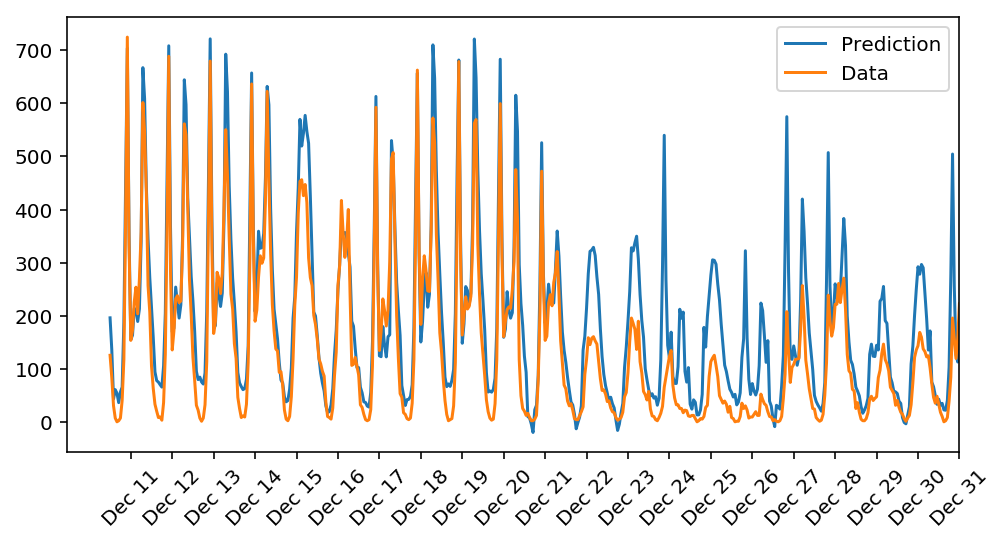 700
600
500
400
300
200
100
0
Prediction
Data
Dec 11
Dec 12
Dec 13
Dec 14
Dec 15
Dec 16
Dec 17
Dec 18
Dec 19
Dec 20
Dec 21
Dec 22
Dec 23
Dec 24
Dec 25
Dec 26
Dec 27
Dec 28
Dec 29
Dec 30
Dec 31